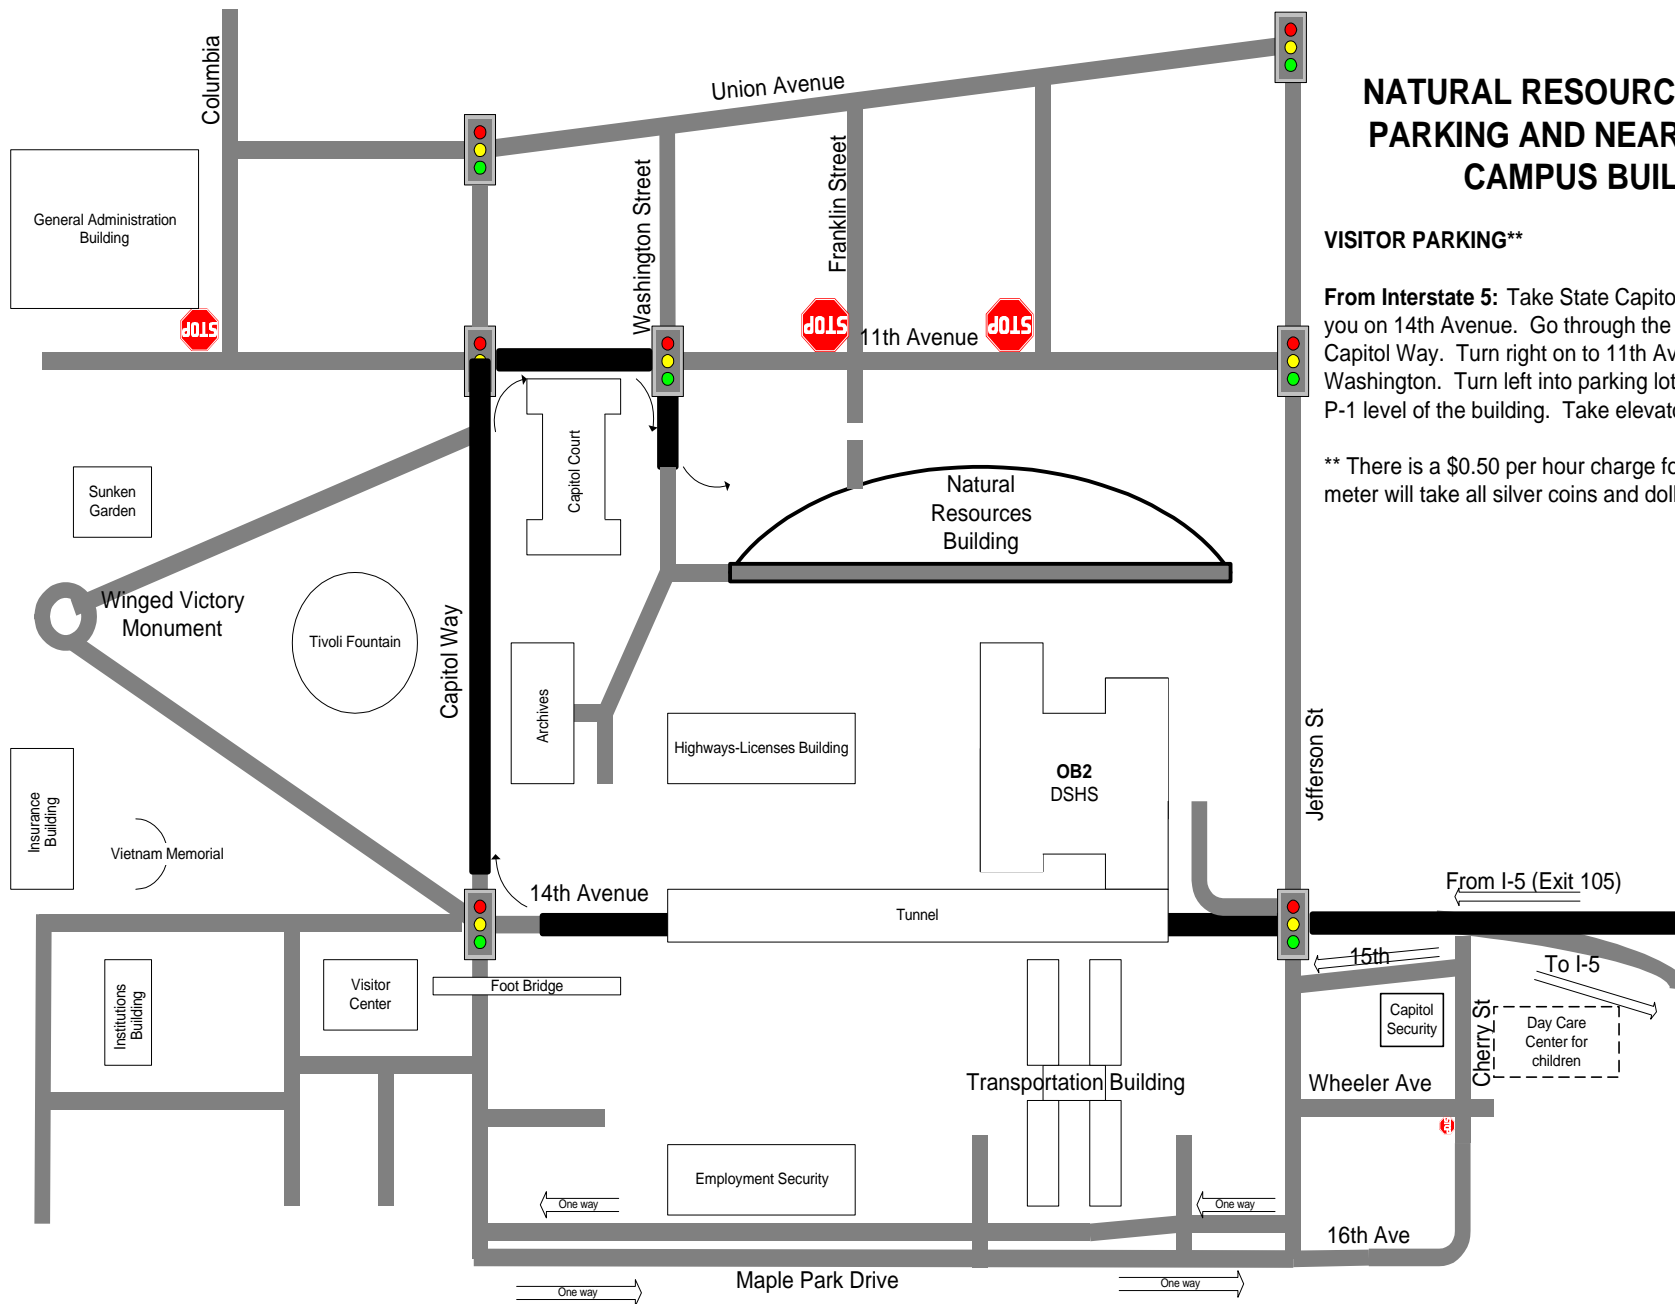 Columbia
Union Avenue
NATURAL RESOURC
PARKING AND NEAR
CAMPUS BUIL
General Administration
Building
Washington Street
Franklin Street
VISITOR PARKING**
STOP
STOP
STOP
11th Avenue
From Interstate 5: Take State Capito
you on 14th Avenue. Go through the
Capitol Way. Turn right on to 11th Av
Washington. Turn left into parking lot
P-1 level of the building. Take elevate
** There is a $0.50 per hour charge fo
meter will take all silver coins and doll
Sunken
Garden
Capitol Court
Natural
Resources
Building
Winged Victory
Monument
Tivoli Fountain
Capitol Way
Archives
Highways-Licenses Building
OB2
DSHS
Jefferson St
Insurance
Building
Vietnam Memorial
14th Avenue
Tunnel
From I-5 (Exit 105)
15th
To I-5
Institutions
Building
Visitor
Center
Foot Bridge
Capitol
Security
Cherry St
Day Care
Center for
children
Transportation Building
Wheeler Ave
Employment Security
One way
One way
16th Ave
Maple Park Drive
One way
One way